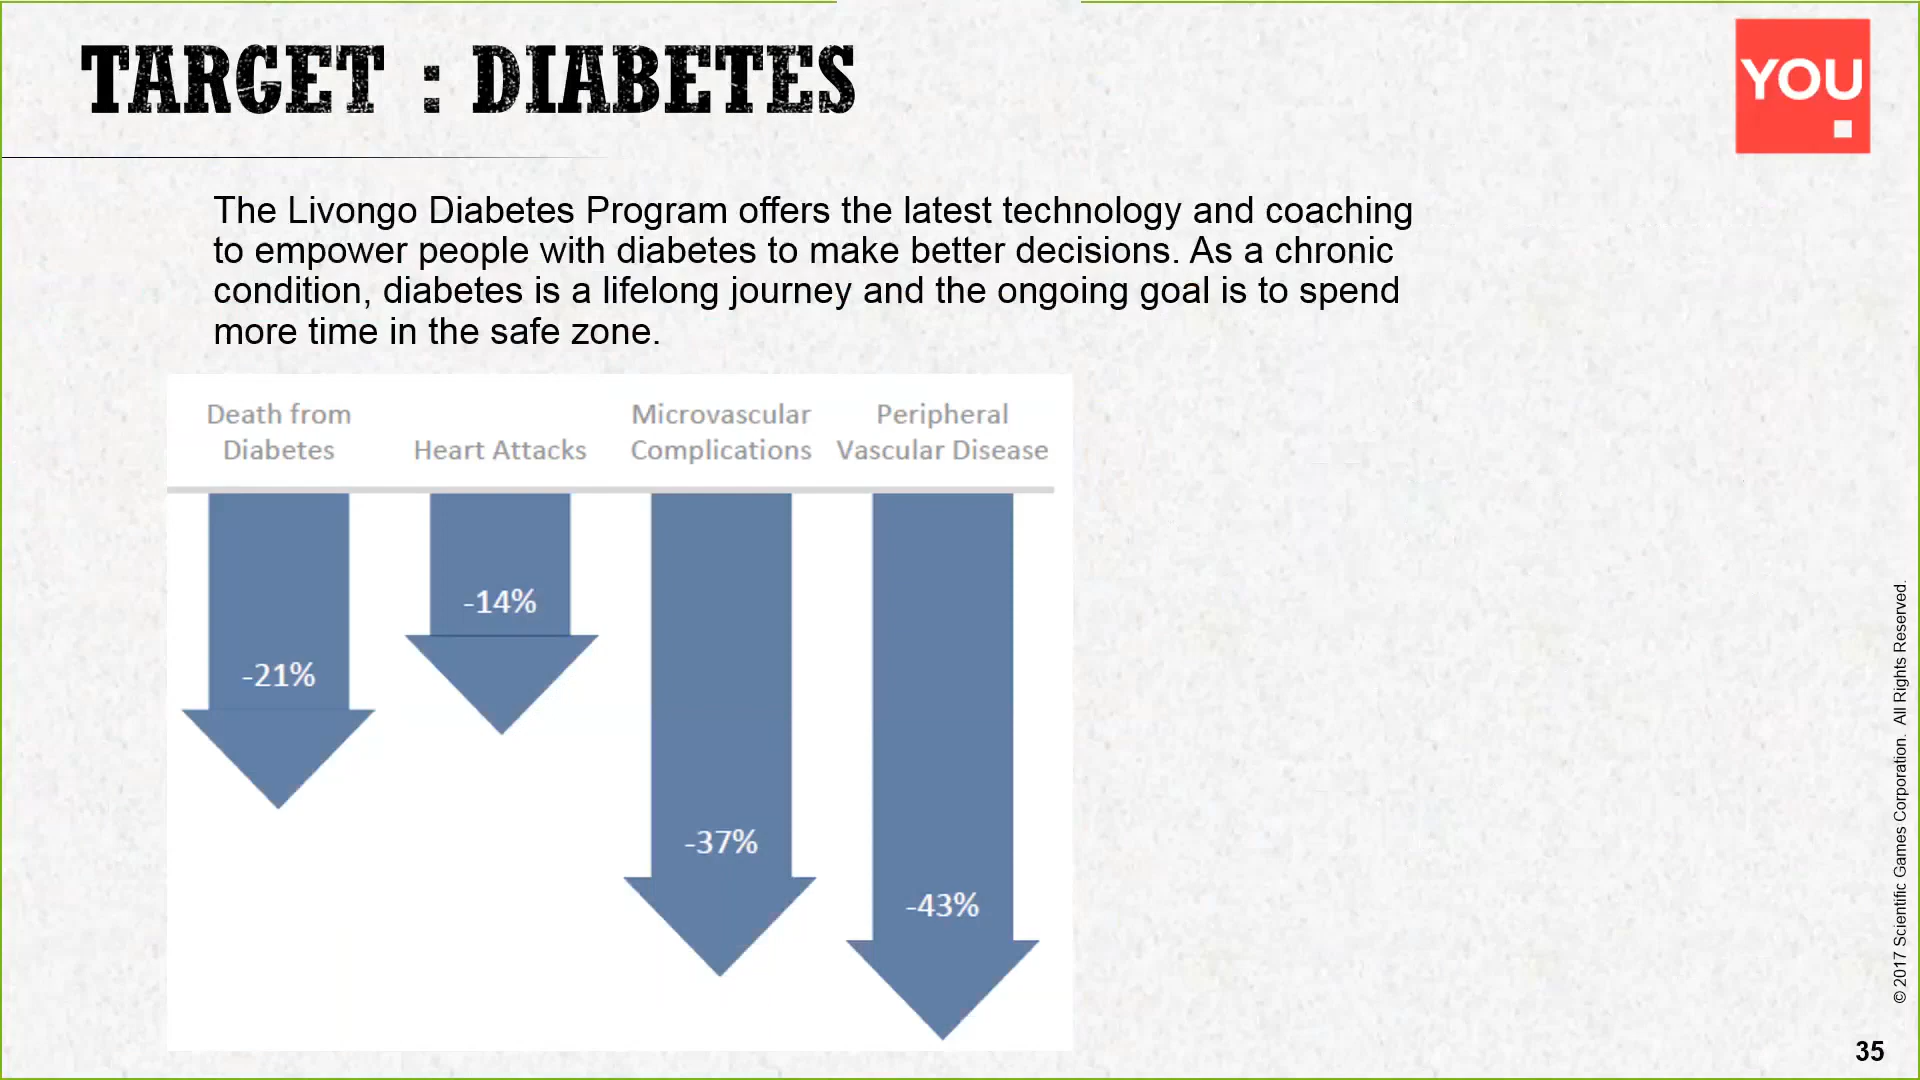 TARGET : DIABETES
YOU
The Livongo Diabetes Program offers the latest technology and coaching
to empower people with diabetes to make better decisions. As a chronic
condition, diabetes is a lifelong journey and the ongoing goal is to spend
more time in the safe zone.
Death from
Diabetes
Heart Attacks
Microvascular
Complications
Peripheral
Vascular Disease
-21%
-14%
-37%
-43%
© 2017 Scientific Games Corporation. All Rights Reserved.
35